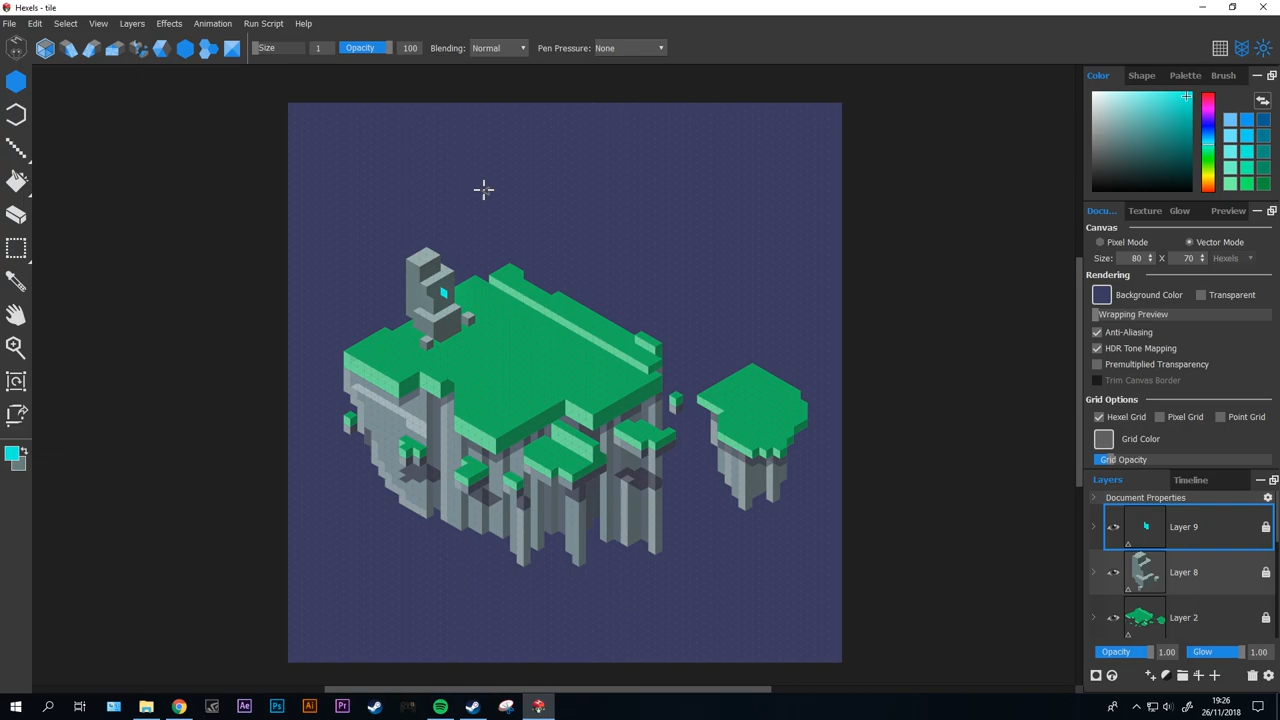 Hexels - tile
File Edit Select View Layers Effects Animation Run Script Help
Size 1 Opacity 100 Blending: Normal Pen Pressure: None
Color Shape Palette Brush
Docu... Texture Glow Preview
Canvas
Pixel Mode Vector Mode
Size: 80 X 70 Hexels
Rendering
Background Color Transparent
Wrapping Preview
Anti-Aliasing
HDR Tone Mapping
Premultiplied Transparency
Trim Canvas Border
Grid Options
Hexel Grid Pixel Grid Point Grid
Grid Color
Grid Opacity
Layers Timeline
Document Properties
Layer 9
Layer 8
Layer 2
Opacity 1.00 Glow 1.00
Ae Ps Ai Pr
19:26
26/11/2018